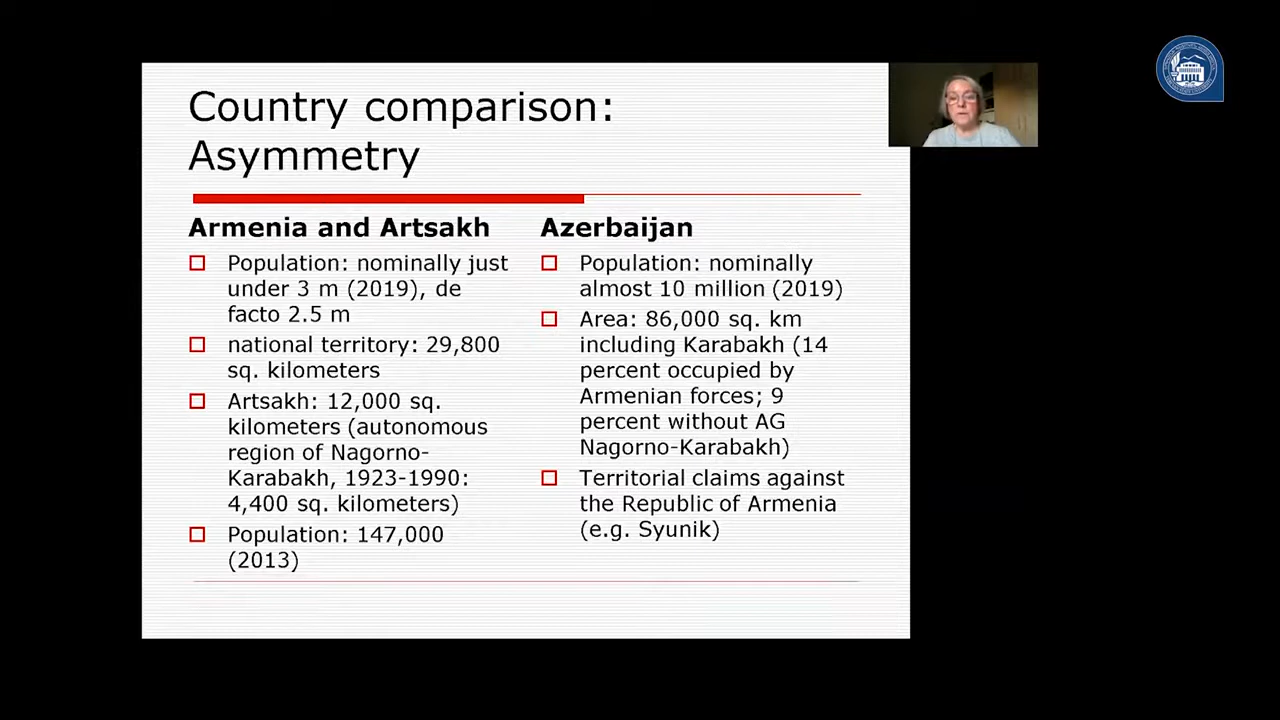 Country comparison:
Asymmetry
Armenia and Artsakh
Population: nominally just
under 3 m (2019), de
facto 2.5 m
national territory: 29,800
sq. kilometers
Artsakh: 12,000 sq.
kilometers (autonomous
region of Nagorno-
Karabakh, 1923-1990:
4,400 sq. kilometers)
Population: 147,000
(2013)
Azerbaijan
Population: nominally
almost 10 million (2019)
Area: 86,000 sq. km
including Karabakh (14
percent occupied by
Armenian forces; 9
percent without AG
Nagorno-Karabakh)
Territorial claims against
the Republic of Armenia
(e.g. Syunik)